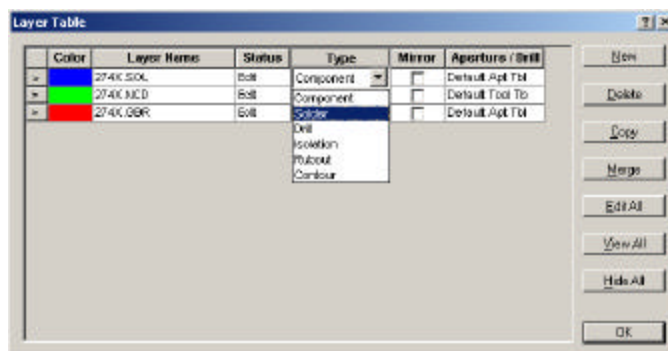 Layer Table
Color Layer Name Status Type Mirror Aperture / Drill
274X.SOL Edit Component Default Apt Tbl
274X.NCD Edit Component Default Tool Tb
274X.GBR Edit Solder Default Apt Tbl
Drill
Isolation
Rubout
Contour
New
Delete
Copy
Merge
Edit All
View All
Hide All
OK